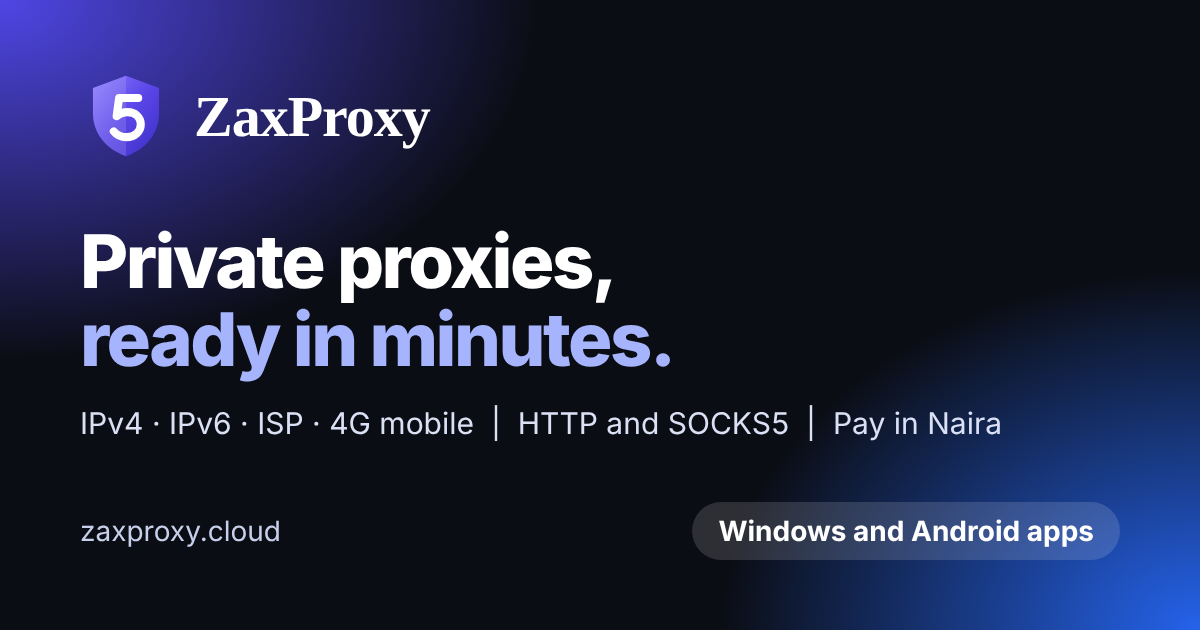 5 ZaxProxy
Private proxies,
ready in minutes.
IPv4 · IPv6 · ISP · 4G mobile | HTTP and SOCKS5 | Pay in Naira
zaxproxy.cloud
Windows and Android apps